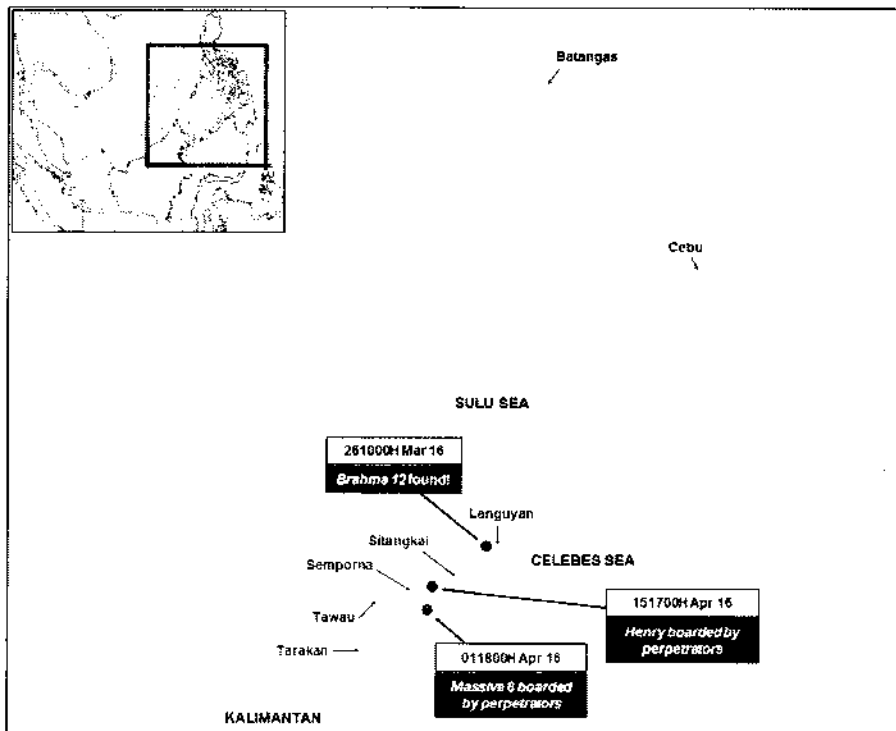 Batangas
Cebu
SULU SEA
261000H Mar 16
Brahma 12 found!
Languyan
Sitangkai
CELEBES SEA
Semporna
151700H Apr 16
Tawau
Henry boarded by
perpetrators
Tarakan
011800H Apr 16
Massive 6 boarded
by perpetrators
KALIMANTAN